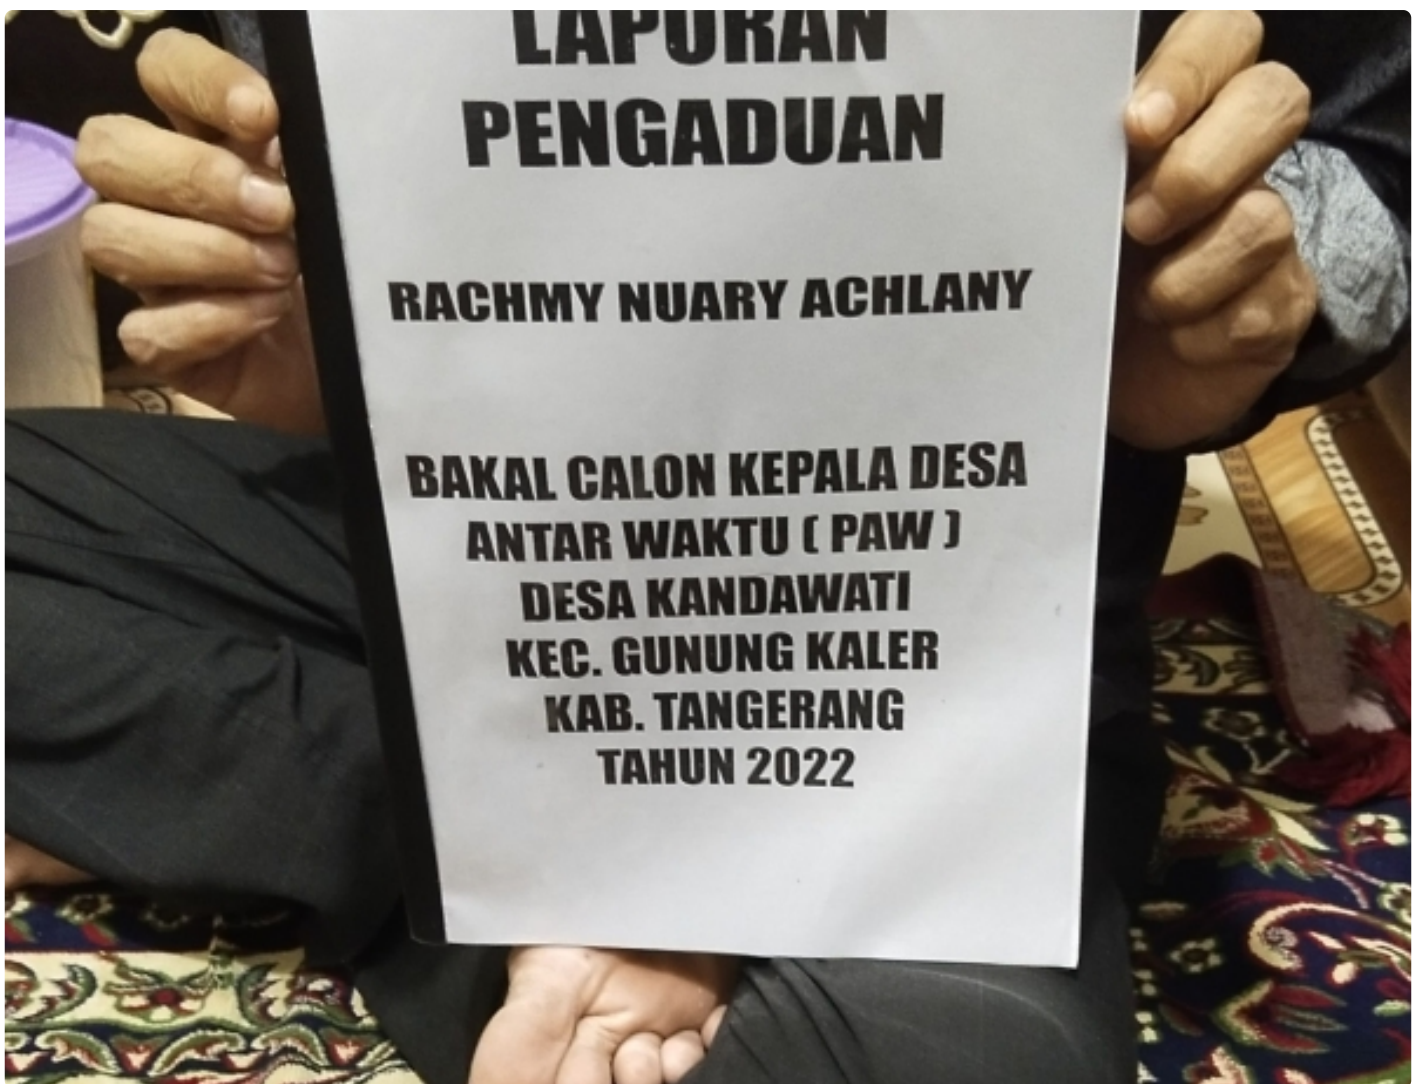 LAPORAN
PENGADUAN
RACHMY NUARY ACHLANY
BAKAL CALON KEPALA DESA
ANTAR WAKTU ( PAW )
DESA KANDAWATI
KEC. GUNUNG KALER
KAB. TANGERANG
TAHUN 2022